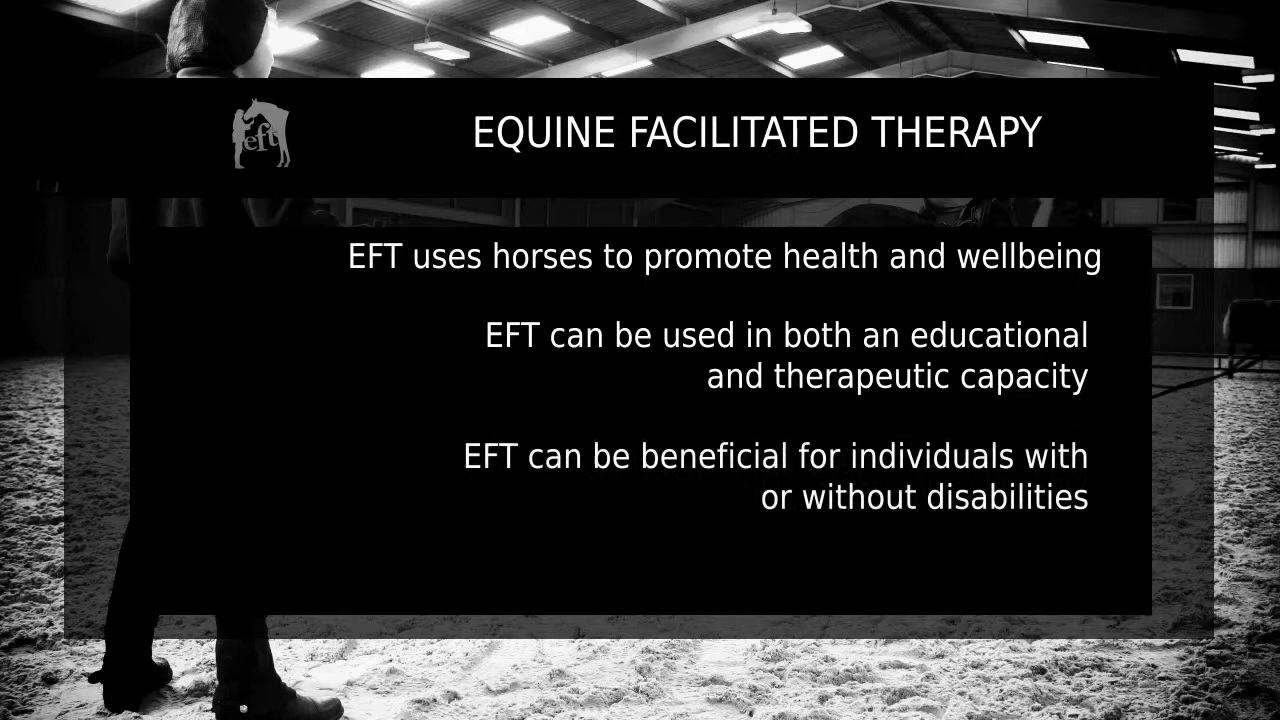 eft
EQUINE FACILITATED THERAPY
EFT uses horses to promote health and wellbeing
EFT can be used in both an educational
and therapeutic capacity
EFT can be beneficial for individuals with
or without disabilities